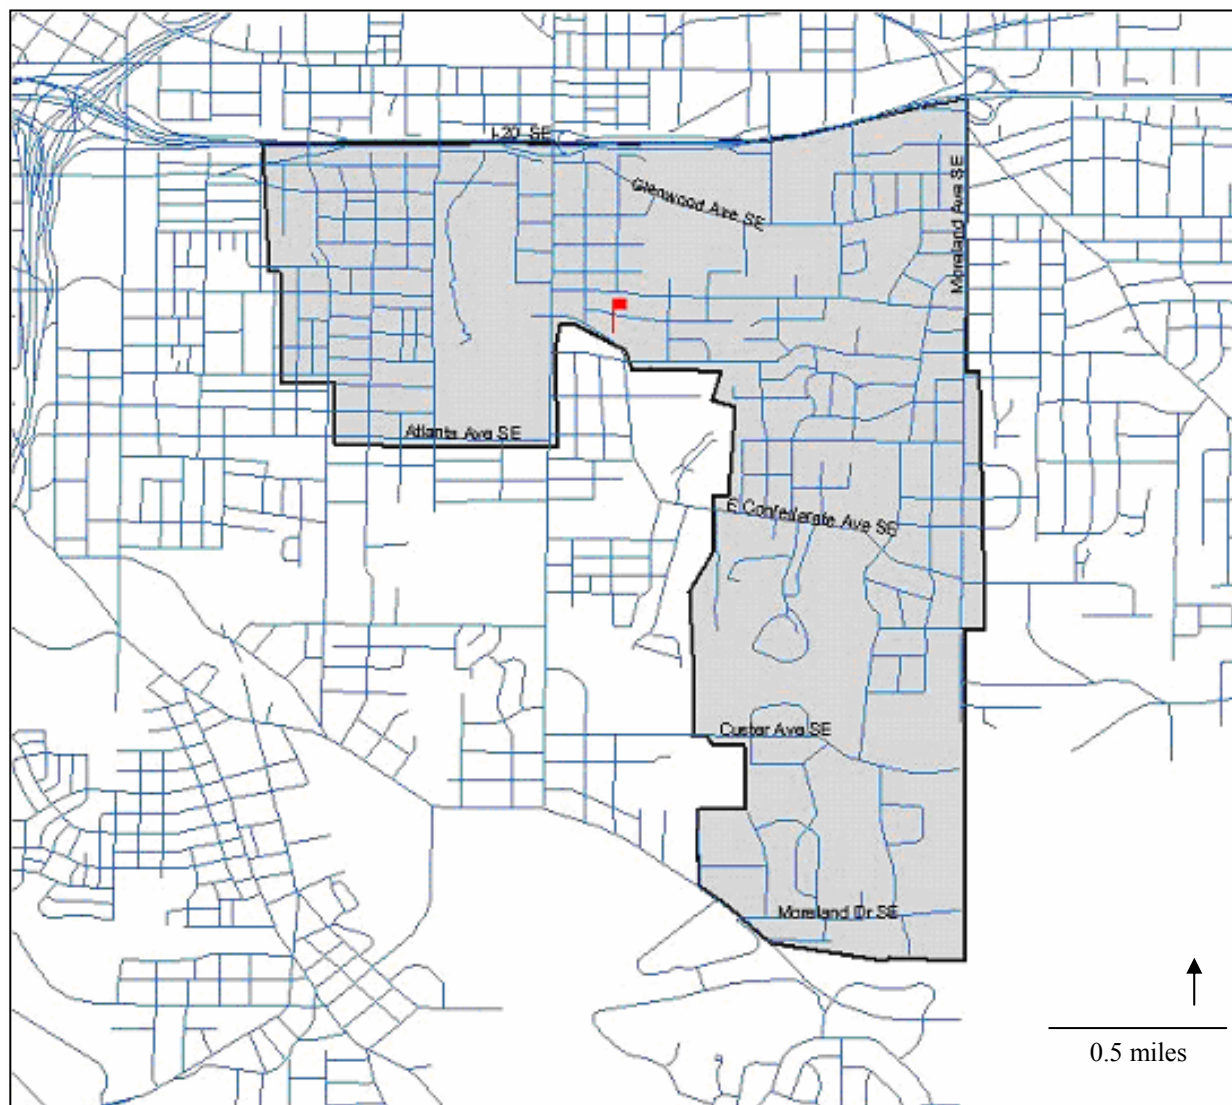 I-20 SE
Glenwood Ave SE
Moreland Ave SE
Atlanta Ave SE
E Confederate Ave SE
Custer Ave SE
Moreland Dr SE
0.5 miles